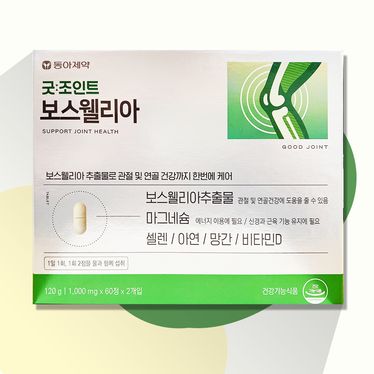 동아제약
굿:조인트
보스웰리아
SUPPORT JOINT HEALTH
GOOD JOINT
보스웰리아 추출물로 관절 및 연골 건강까지 한번에 케어
보스웰리아추출물 관절 및 연골건강에 도움을 줄 수 있음
마그네슘 에너지 이용에 필요 / 신경과 근육 기능 유지에 필요
셀렌 / 아연 / 망간 / 비타민D
1일 1회, 1회 2정을 물과 함께 섭취
120 g | 1,000 mg x 60정 x 2개입
건강기능식품